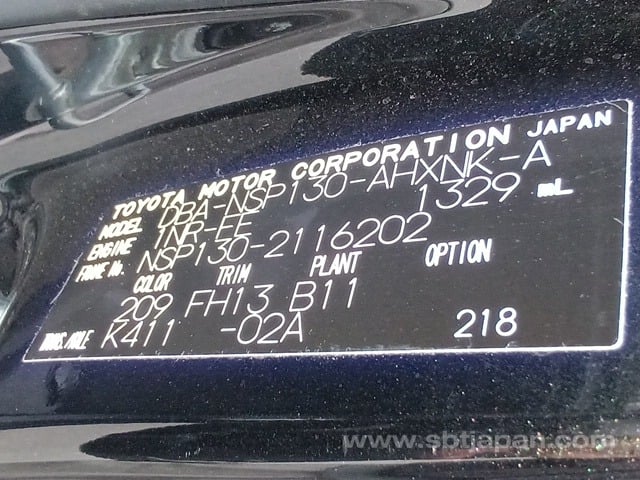 TOYOTA MOTOR CORPORATION JAPAN
MODEL DBA-NSP130-AHXNK-A
ENGINE 1NR-FE 1329 mL
FRAME No. NSP130-2116202
COLOR TRIM PLANT OPTION
209 FH13 B11
TRANS./AXLE K411 -02A 218
www.sbtjapan.com